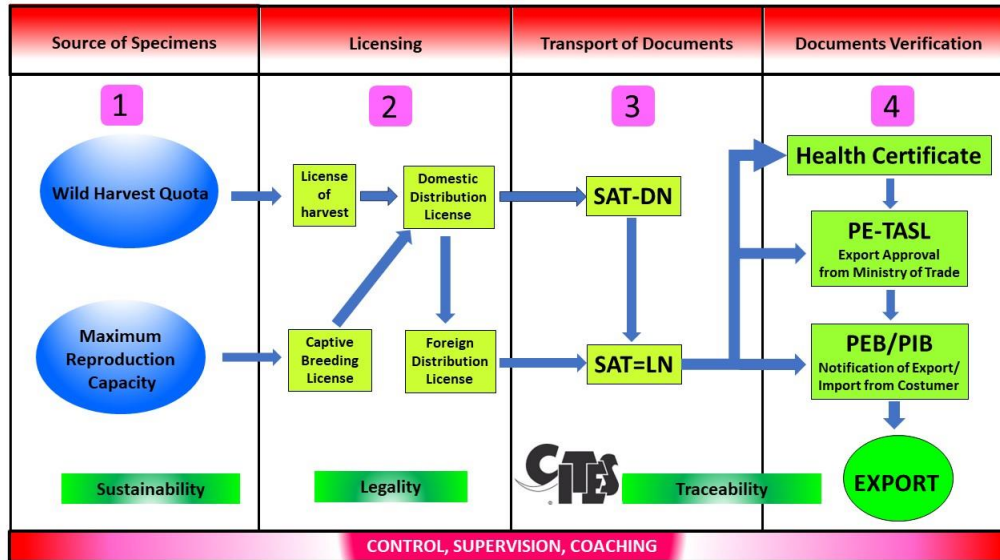 Source of Specimens
Licensing
Transport of Documents
Documents Verification
1
2
3
4
Wild Harvest Quota
License
of
harvest
Domestic
Distribution
License
SAT-DN
Health Certificate
PE-TASL
Export Approval
from Ministry of Trade
Maximum
Reproduction
Capacity
Captive
Breeding
License
Foreign
Distribution
License
SAT=LN
PEB/PIB
Notification of Export/
Import from Costumer
Sustainability
Legality
CITES
Traceability
EXPORT
CONTROL, SUPERVISION, COACHING